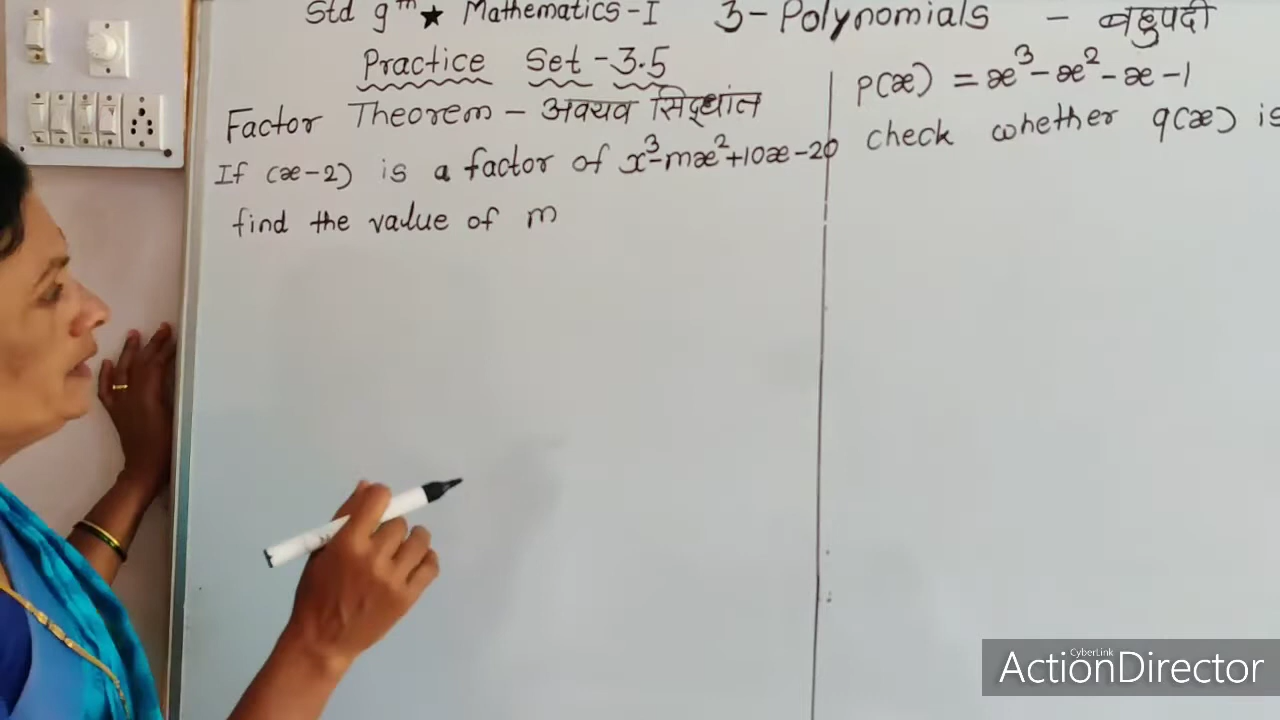 Std 9th ★ Mathematics-I 3-Polynomials - बहुपदी
Practice Set - 3.5
Factor Theorem - अवयव सिद्धांत
If (x-2) is a factor of x³-mx²+10x-20
find the value of m
p(x) = x³-x²-x-1
check whether q(x) is
CyberLink
ActionDirector